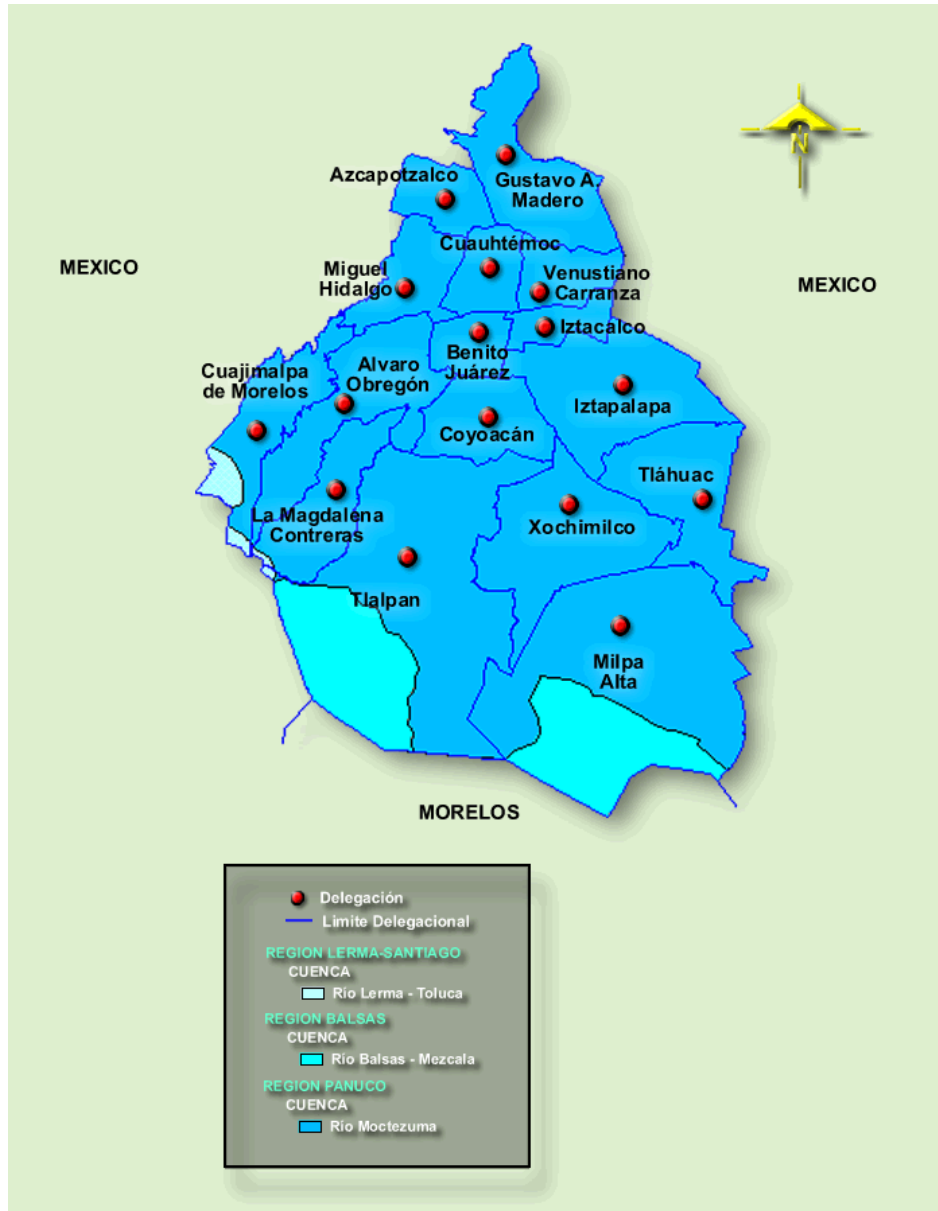 N
Azcapotzalco
Gustavo A.
Madero
Cuauhtémoc
MEXICO
Miguel
Hidalgo
Venustiano
Carranza
MEXICO
Iztacalco
Benito
Juárez
Cuajimalpa
de Morelos
Alvaro
Obregón
Iztapalapa
Coyoacán
Tláhuac
La Magdalena
Contreras
Xochimilco
Tlalpan
Milpa
Alta
MORELOS
Delegación
Limite Delegacional
REGION LERMA-SANTIAGO
CUENCA
Río Lerma - Toluca
REGION BALSAS
CUENCA
Río Balsas - Mezcala
REGION PANUCO
CUENCA
Río Moctezuma